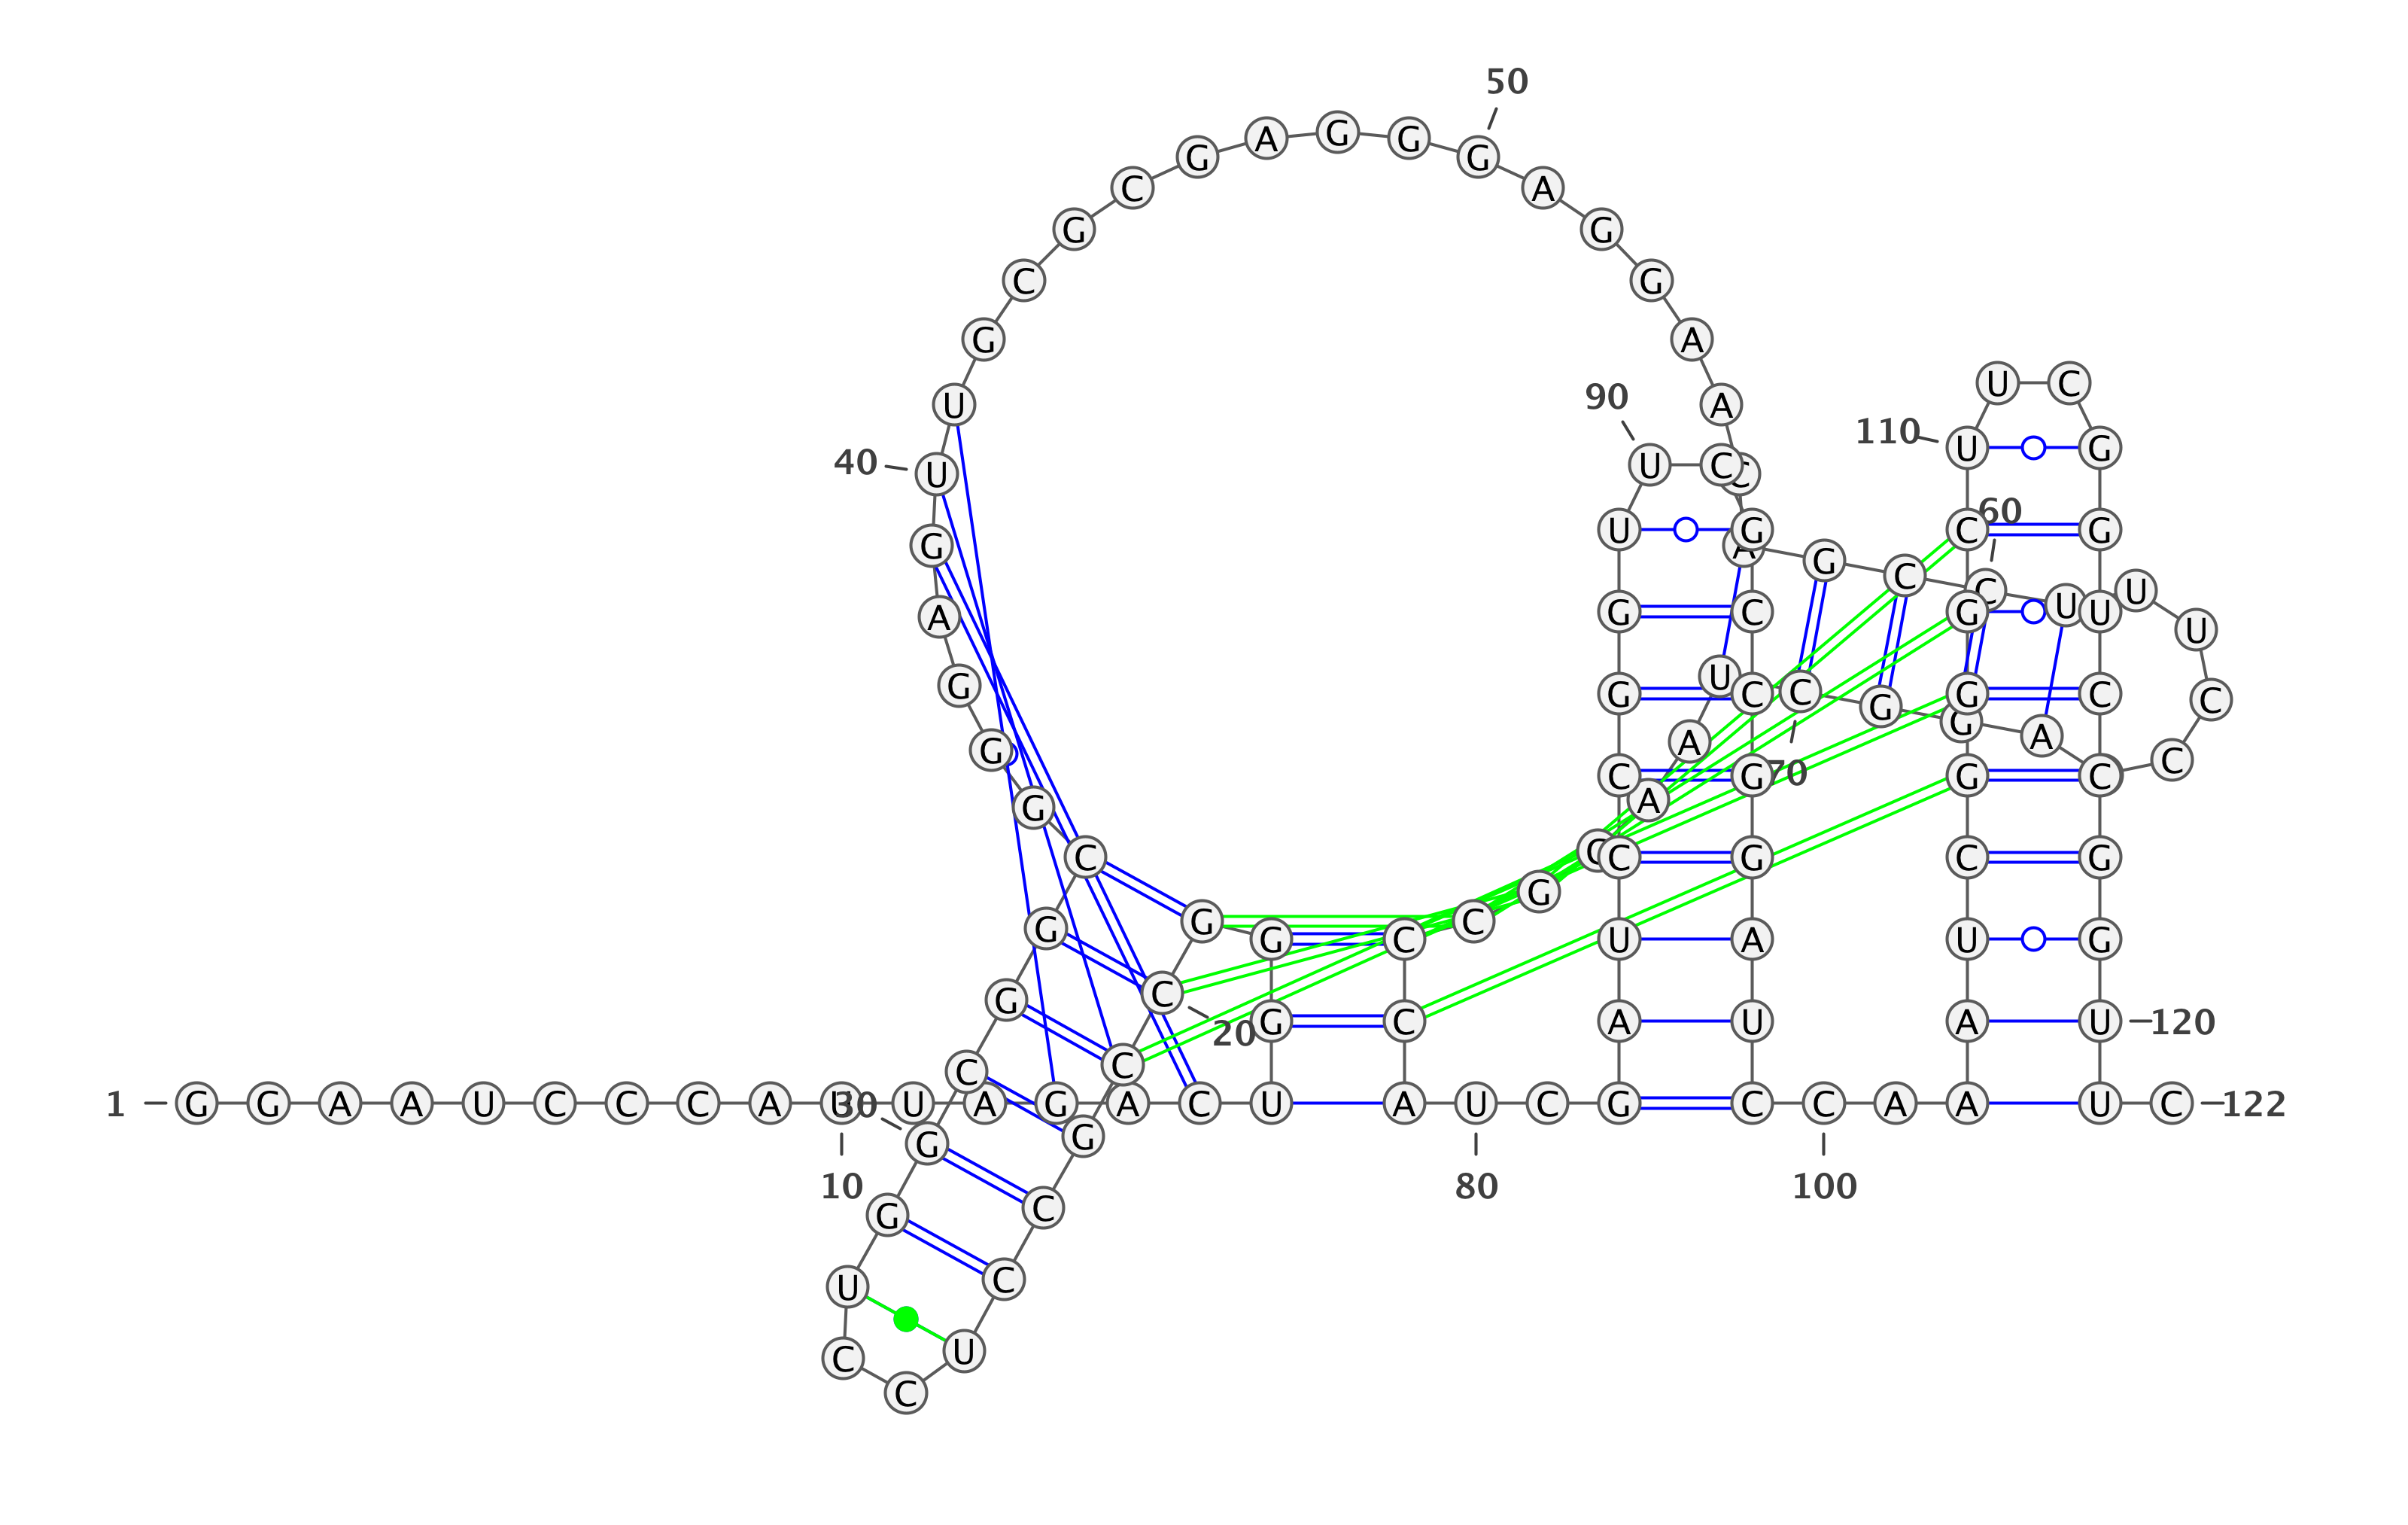 50
A G G
G G
C A
G G
C G
G A
U C
90
U A
110 U G
40 U U C C
60
U G C G
G A G C C U U
A G C G U U
G U G C C G G C C
G A G A
C G 70 G C C
G A
C C C G C G
G
G G G C C U A U G
G C
20 G C A U A U 120
C C
1 G G A A U C C C A U 30 U A G A C U A U C G C C A A U C 122
G G
10 80 100
G C
U C
C U
C